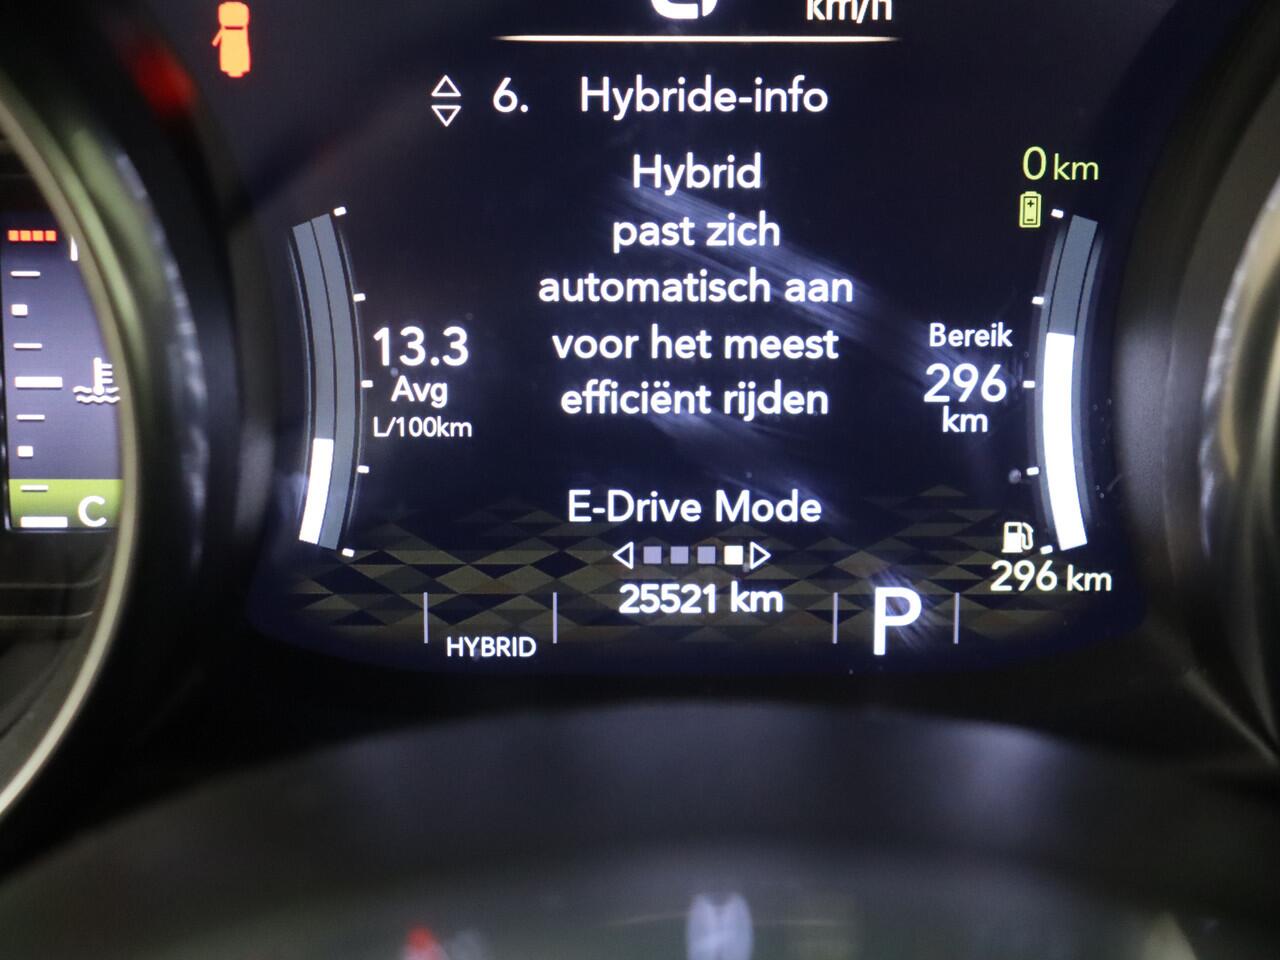 km/h
6. Hybride-info
Hybrid
past zich
automatisch aan
voor het meest
efficiënt rijden
0 km
13.3
Avg
L/100km
Bereik
296
km
C
E-Drive Mode
25521 km
296 km
HYBRID
P